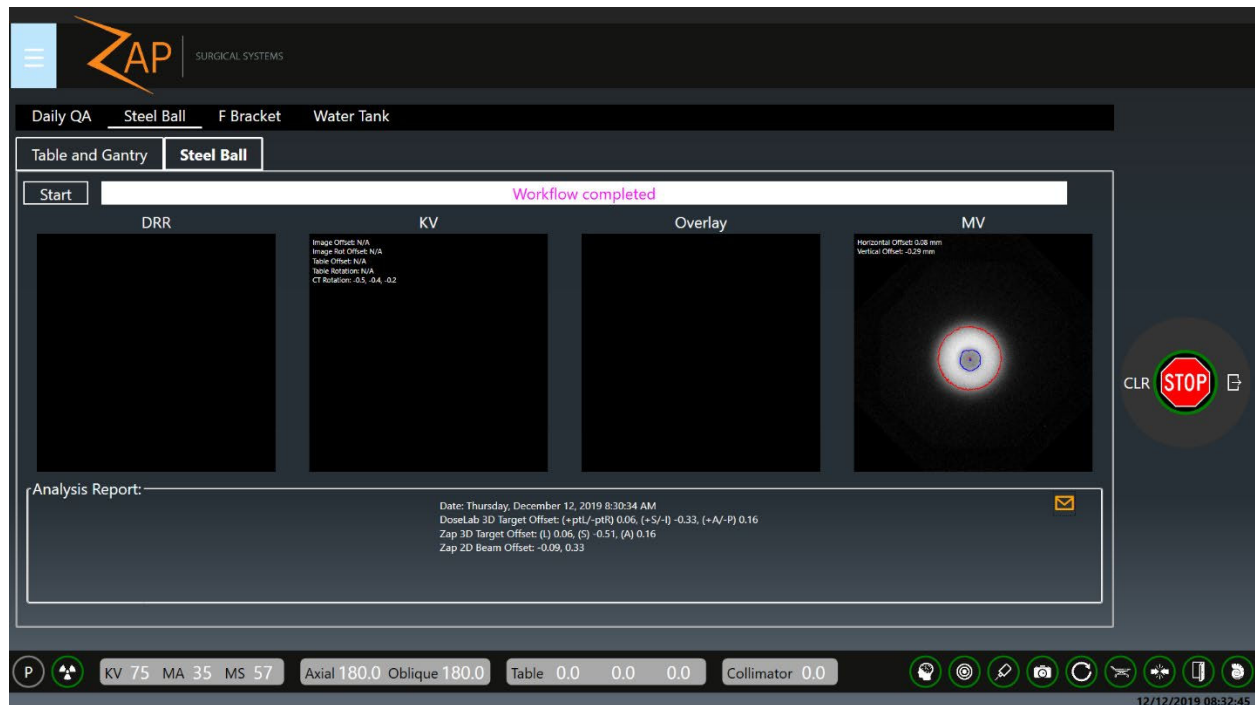 ZAP SURGICAL SYSTEMS
Daily QA Steel Ball F Bracket Water Tank
Table and Gantry Steel Ball
Start Workflow completed
DRR KV Overlay MV
Image Offset: N/A
Image Rot Offset: N/A
Table Offset: N/A
Table Rotation: N/A
CT Rotation: -0.5, -0.4, -0.2
Horizontal Offset: 0.08 mm
Vertical Offset: -0.29 mm
CLR STOP
Analysis Report:
Date: Thursday, December 12, 2019 8:30:34 AM
DoseLab 3D Target Offset: (+ptL/-ptR) 0.06, (+S/-I) -0.33, (+A/-P) 0.16
Zap 3D Target Offset: (L) 0.06, (S) -0.51, (A) 0.16
Zap 2D Beam Offset: -0.09, 0.33
P KV 75 MA 35 MS 57 Axial 180.0 Oblique 180.0 Table 0.0 0.0 0.0 Collimator 0.0
12/12/2019 08:32:45